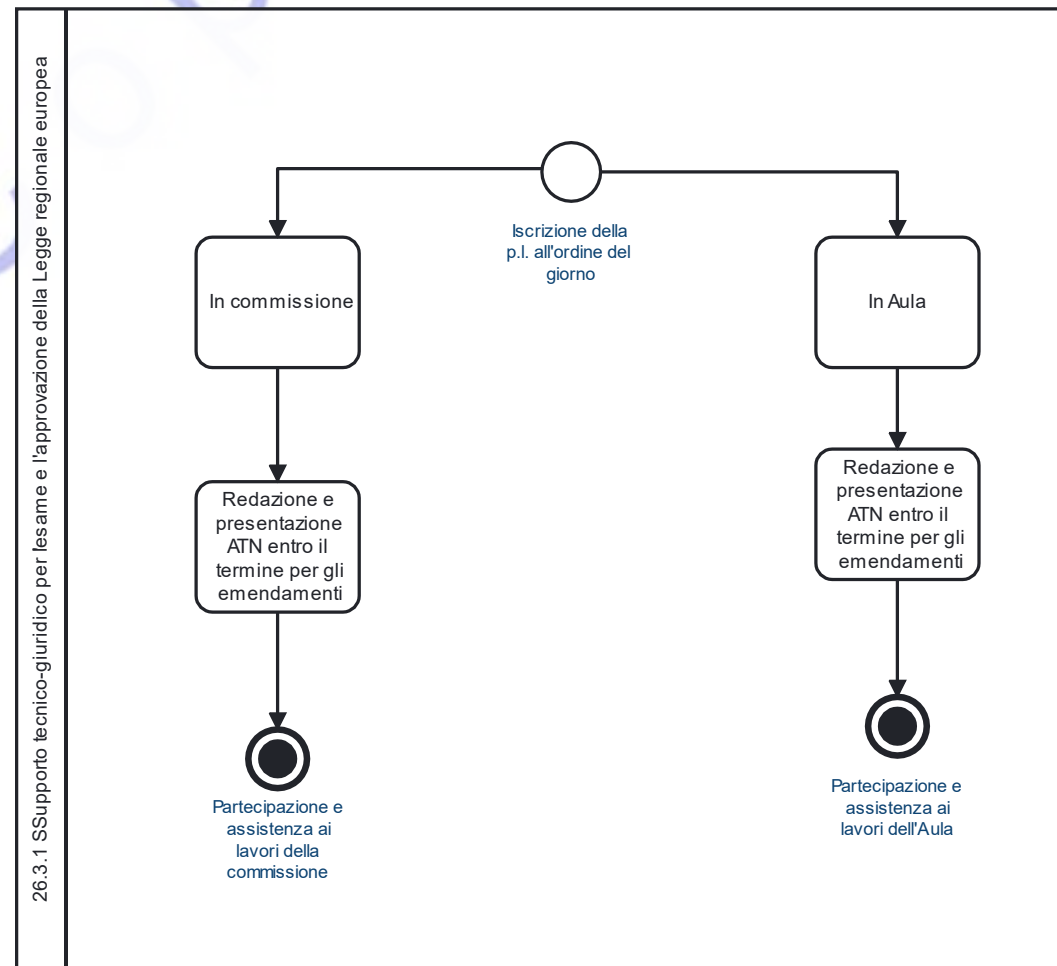 26.3.1 SSupporto tecnico-giuridico per lesame e l'approvazione della Legge regionale europea
Iscrizione della
p.l. all'ordine del
giorno
In commissione
Redazione e
presentazione
ATN entro il
termine per gli
emendamenti
Partecipazione e
assistenza ai
lavori della
commissione
In Aula
Redazione e
presentazione
ATN entro il
termine per gli
emendamenti
Partecipazione e
assistenza ai
lavori dell'Aula